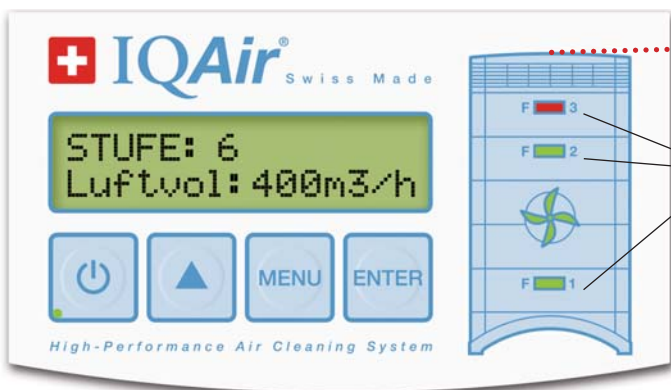 IQAir® Swiss Made
STUFE: 6
Luftvol:400m3/h
MENU
ENTER
High-Performance Air Cleaning System
F 3
F 2
F 1